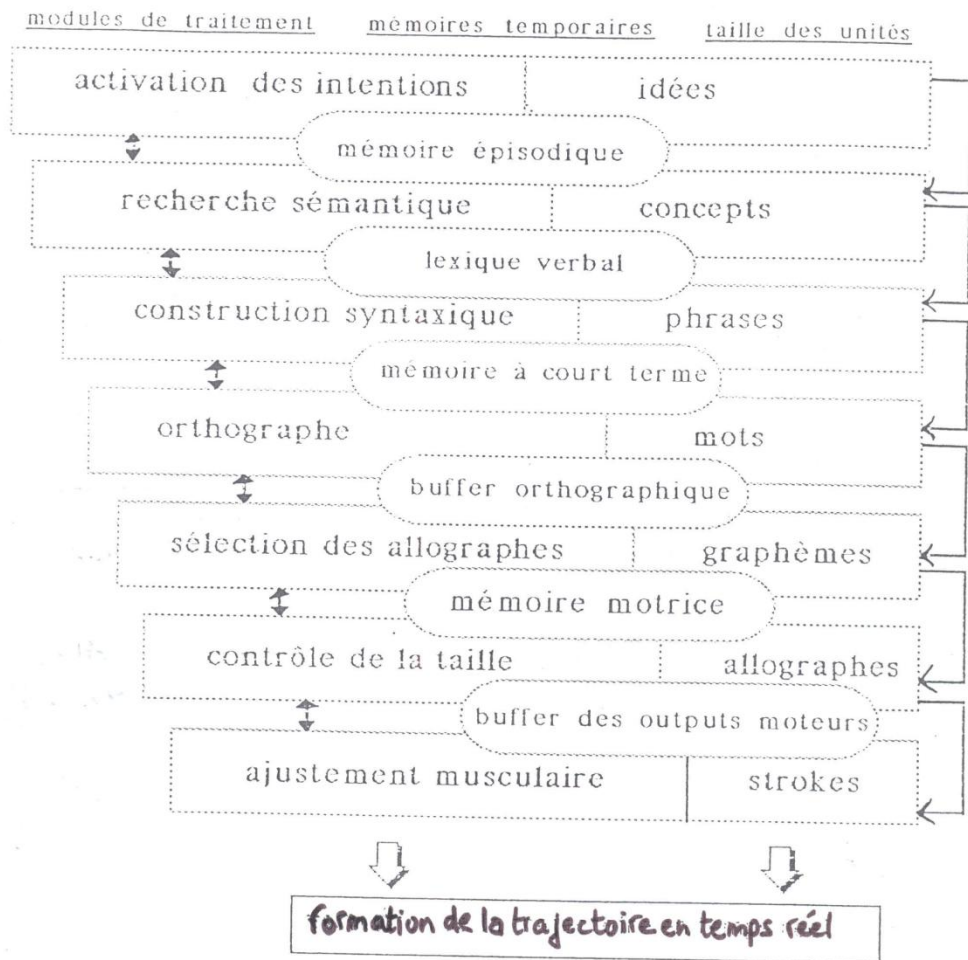 modules de traitement mémoires temporaires taille des unités
activation des intentions idées
mémoire épisodique
recherche sémantique concepts
lexique verbal
construction syntaxique phrases
mémoire à court terme
orthographe mots
buffer orthographique
sélection des allographes graphèmes
mémoire motrice
contrôle de la taille allographes
buffer des outputs moteurs
ajustement musculaire strokes
formation de la trajectoire en temps réel